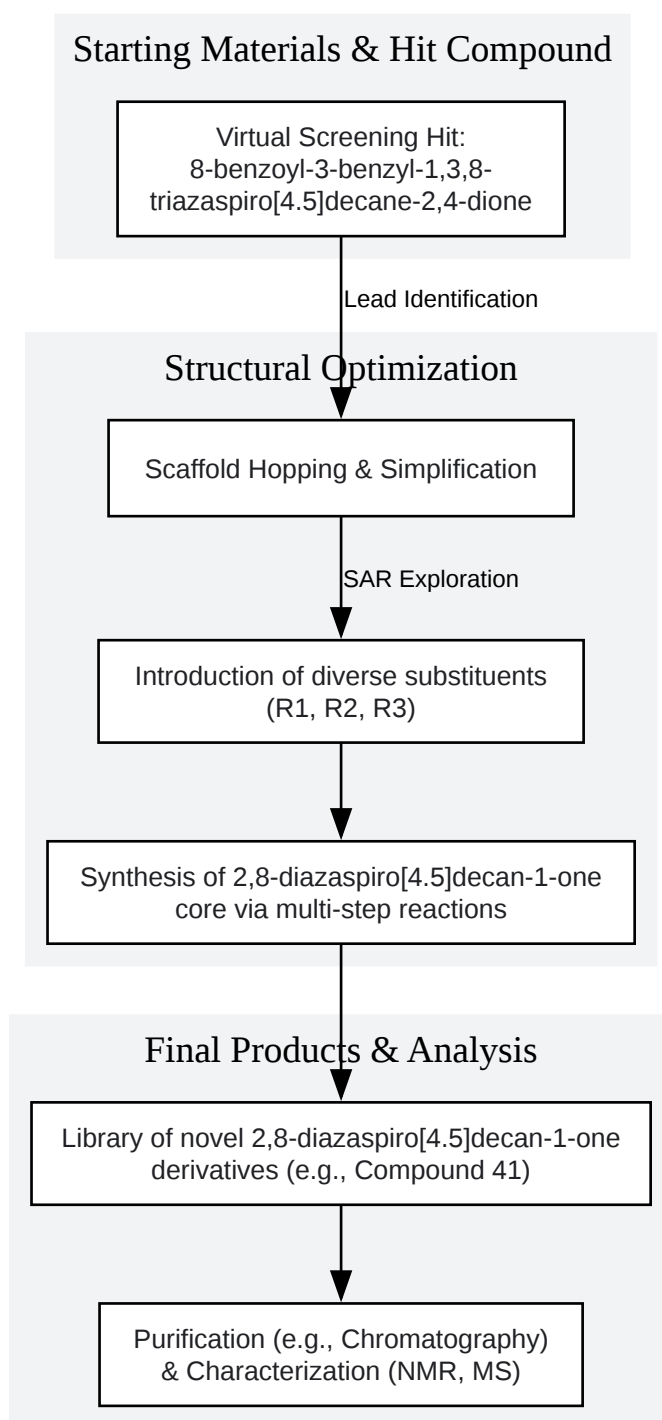 Starting Materials & Hit Compound
Virtual Screening Hit:
8-benzoyl-3-benzyl-1,3,8-
triazaspiro[4.5]decane-2,4-dione
Lead Identification
Structural Optimization
Scaffold Hopping & Simplification
SAR Exploration
Introduction of diverse substituents
(R1, R2, R3)
Synthesis of 2,8-diazaspiro[4.5]decan-1-one
core via multi-step reactions
Final Products & Analysis
Library of novel 2,8-diazaspiro[4.5]decan-1-one
derivatives (e.g., Compound 41)
Purification (e.g., Chromatography)
& Characterization (NMR, MS)